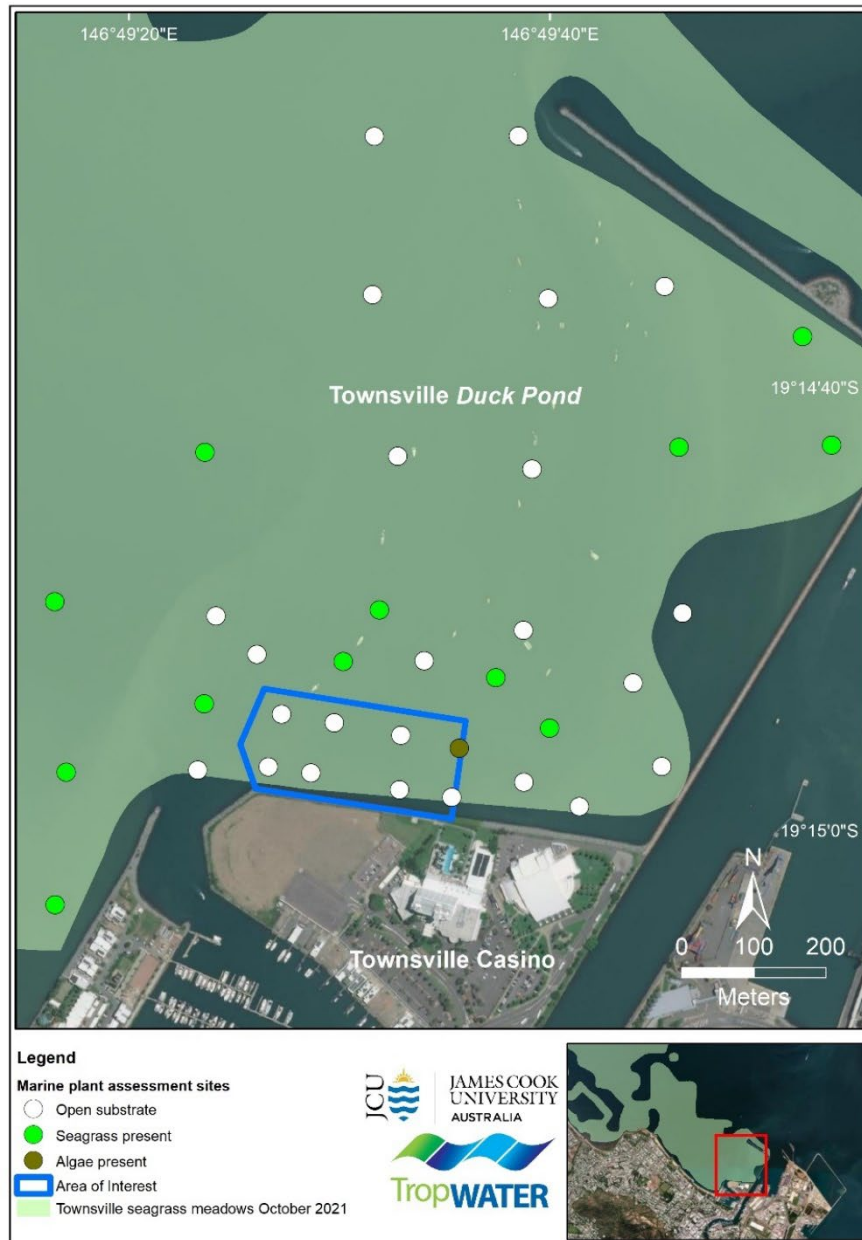 146°49'20"E
146°49'40"E
Townsville Duck Pond
19°14'40"S
19°15'0"S
N
Townsville Casino
0 100 200
Meters
Legend
Marine plant assessment sites
Open substrate
Seagrass present
Algae present
Area of Interest
Townsville seagrass meadows October 2021
JCU
JAMES COOK
UNIVERSITY
AUSTRALIA
TropWATER